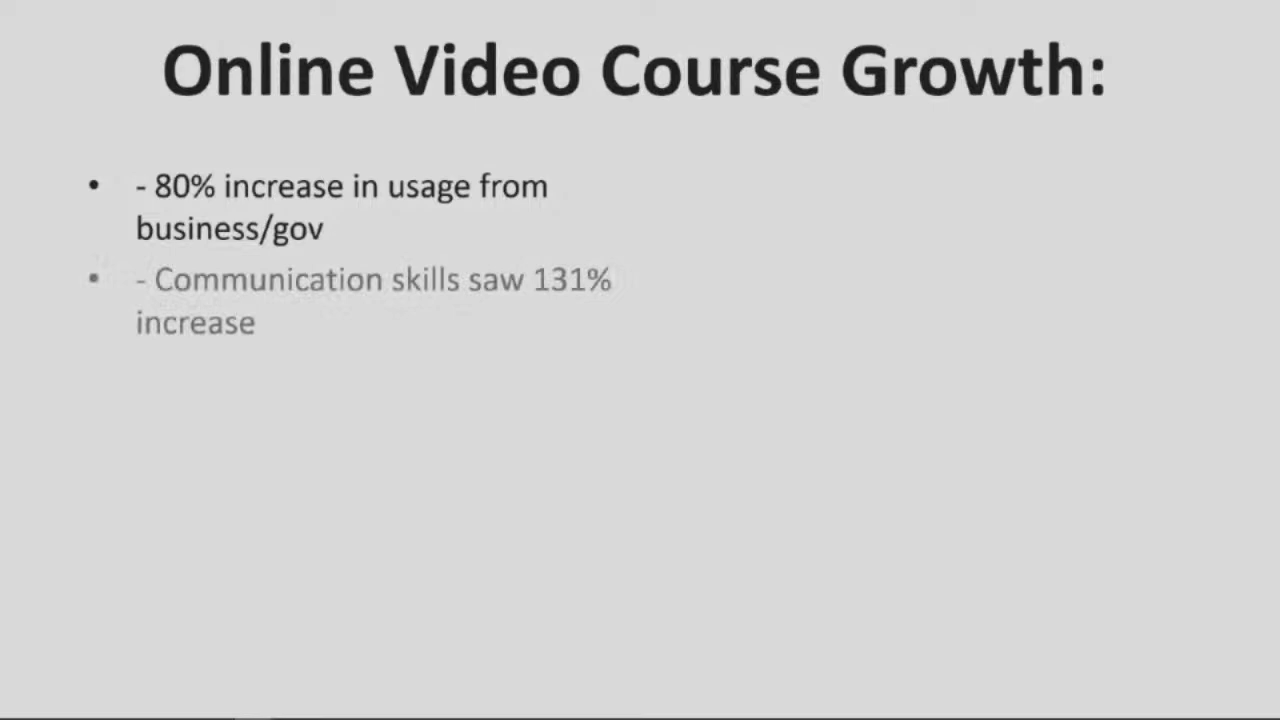 Online Video Course Growth:
• - 80% increase in usage from
business/gov
• - Communication skills saw 131%
increase